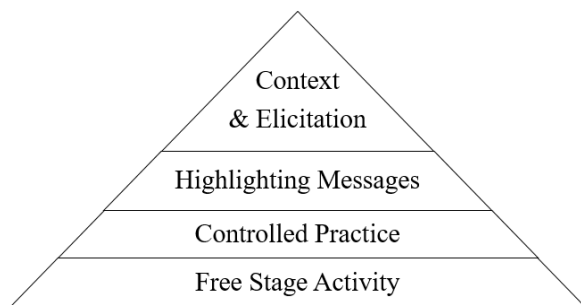 Context
& Elicitation
Highlighting Messages
Controlled Practice
Free Stage Activity